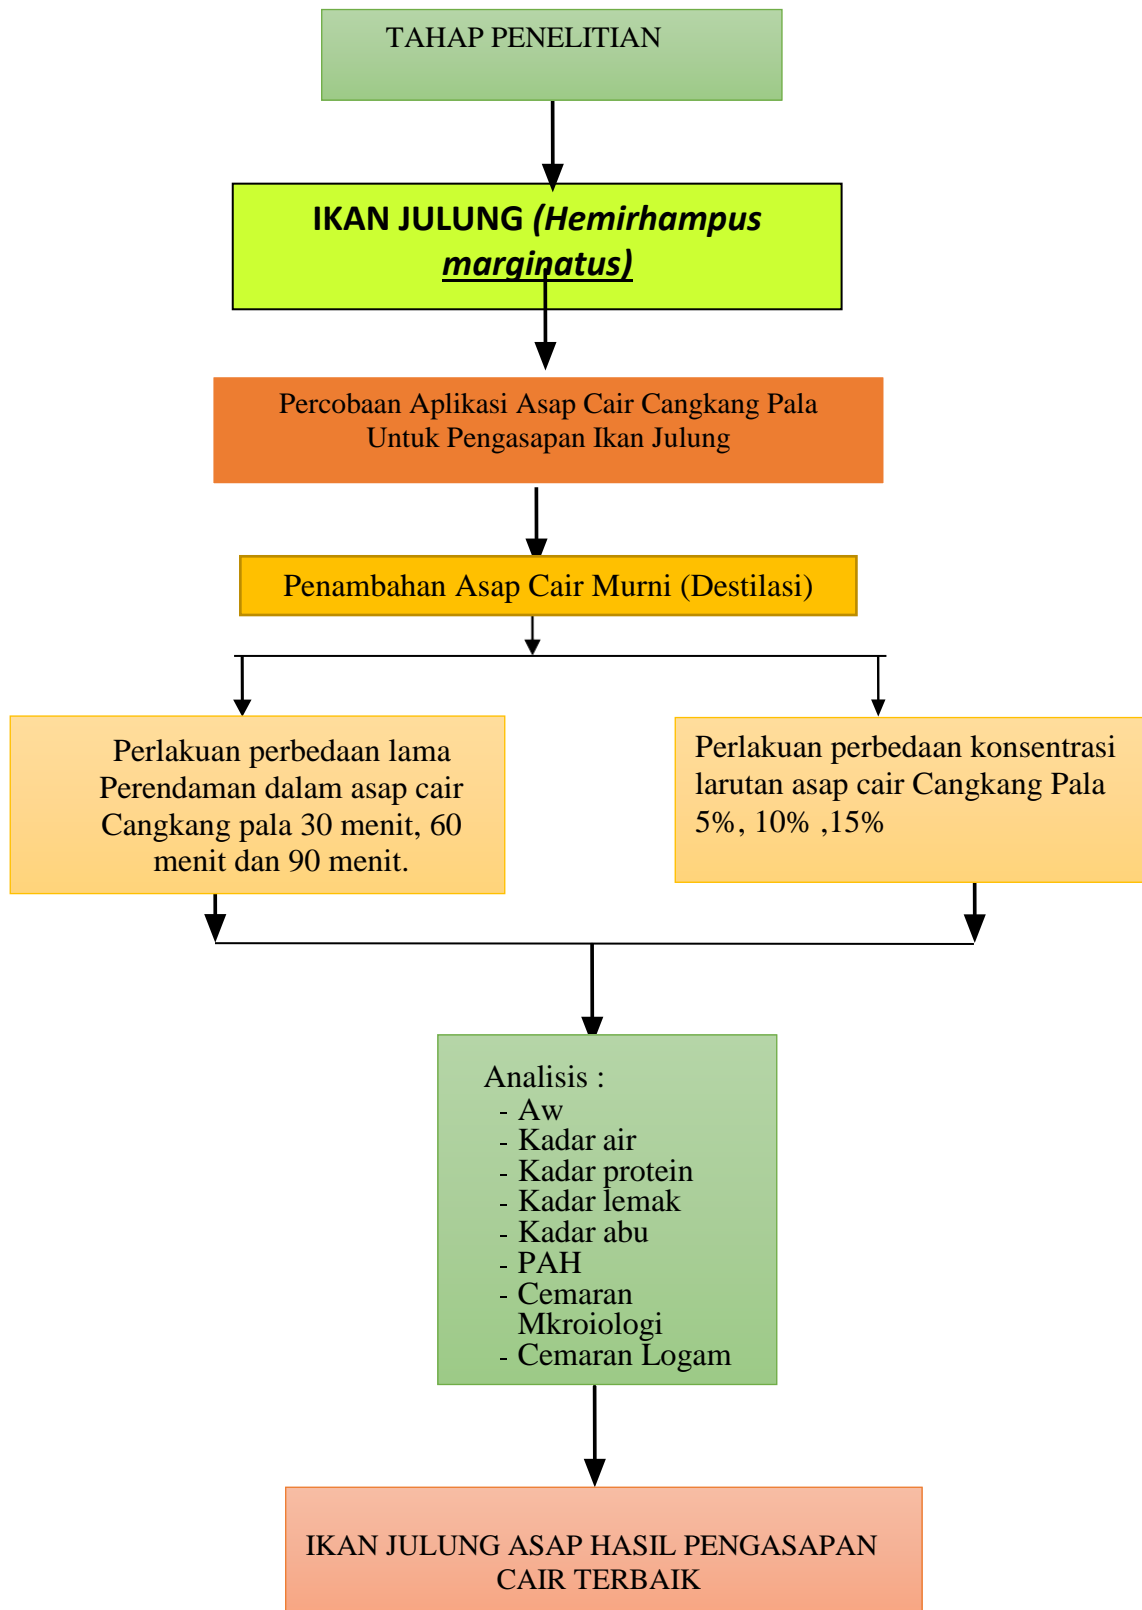 TAHAP PENELITIAN
IKAN JULUNG (Hemirhampus
marginatus)
Percobaan Aplikasi Asap Cair Cangkang Pala
Untuk Pengasapan Ikan Julung
Penambahan Asap Cair Murni (Destilasi)
Perlakuan perbedaan lama
Perendaman dalam asap cair
Cangkang pala 30 menit, 60
menit dan 90 menit.
Perlakuan perbedaan konsentrasi
larutan asap cair Cangkang Pala
5%, 10% ,15%
Analisis :
- Aw
- Kadar air
- Kadar protein
- Kadar lemak
- Kadar abu
- PAH
- Cemaran
Mkroiologi
- Cemaran Logam
IKAN JULUNG ASAP HASIL PENGASAPAN
CAIR TERBAIK